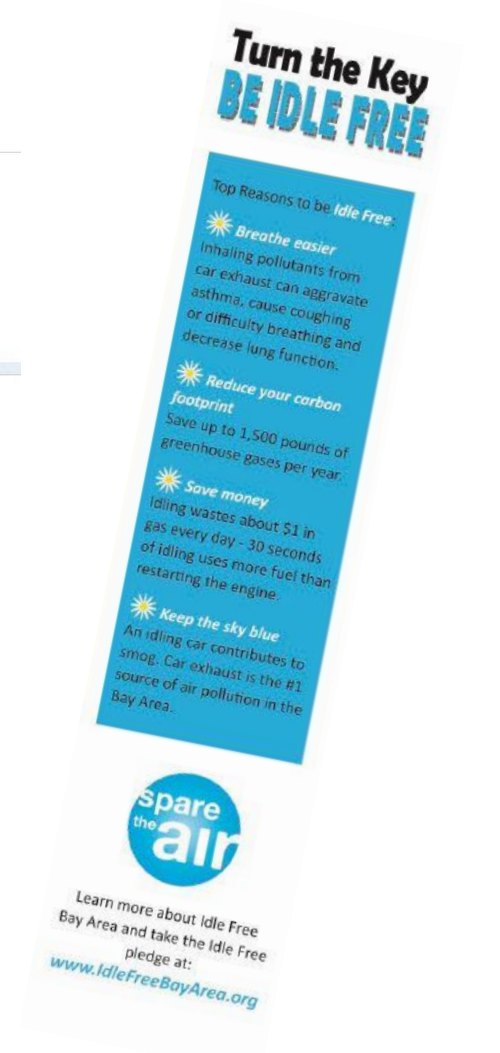 Turn the Key
BE IDLE FREE
Top Reasons to be Idle Free:
Breathe easier
Inhaling pollutants from
car exhaust can aggravate
asthma, cause coughing
or difficulty breathing and
decrease lung function.
Reduce your carbon
footprint
Save up to 1,500 pounds of
greenhouse gases per year.
Save money
Idling wastes about $1 in
gas every day - 30 seconds
of idling uses more fuel than
restarting the engine.
Keep the sky blue
An idling car contributes to
smog. Car exhaust is the #1
source of air pollution in the
Bay Area.
spare
the air
Learn more about Idle Free
Bay Area and take the Idle Free
pledge at:
www.IdleFreeBayArea.org